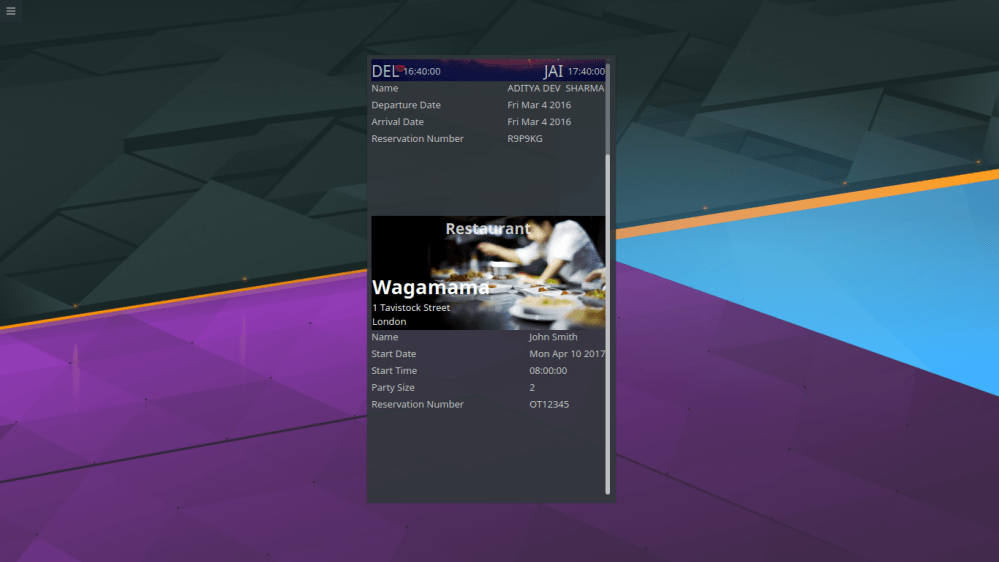 DEL 16:40:00 JAI 17:40:00
Name ADITYA DEV SHARMA
Departure Date Fri Mar 4 2016
Arrival Date Fri Mar 4 2016
Reservation Number R9P9KG
Restaurant
Wagamama
1 Tavistock Street
London
Name John Smith
Start Date Mon Apr 10 2017
Start Time 08:00:00
Party Size 2
Reservation Number OT12345